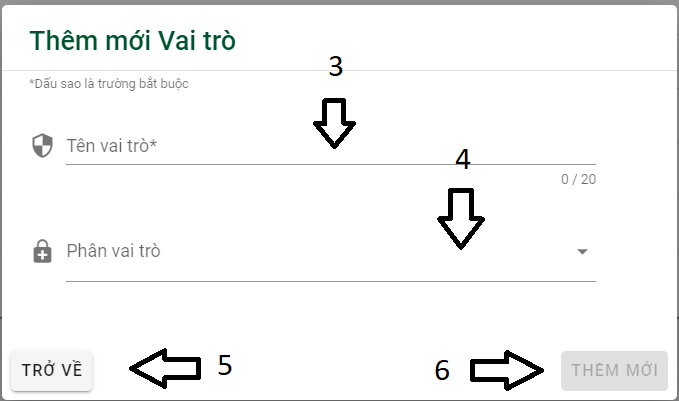 Thêm mới Vai trò
3
*Dấu sao là trường bắt buộc
Tên vai trò*
4
0 / 20
Phân vai trò
TRỞ VỀ
5
6
THÊM MỚI